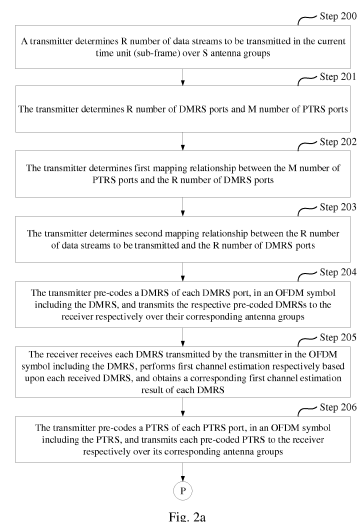 Step 200
A transmitter determines R number of data streams to be transmitted in the current
time unit (sub-frame) over S antenna groups
Step 201
The transmitter determines R number of DMRS ports and M number of PTRS ports
Step 202
The transmitter determines first mapping relationship between the M number of
PTRS ports and the R number of DMRS ports
Step 203
The transmitter determines second mapping relationship between the R number
of data streams to be transmitted and the R number of DMRS ports
Step 204
The transmitter pre-codes a DMRS of each DMRS port, in an OFDM symbol
including the DMRS, and transmits the respective pre-coded DMRSs to the
receiver respectively over their corresponding antenna groups
Step 205
The receiver receives each DMRS transmitted by the transmitter in the OFDM
symbol including the DMRS, performs first channel estimation respectively based
upon each received DMRS, and obtains a corresponding first channel estimation
result of each DMRS
Step 206
The transmitter pre-codes a PTRS of each PTRS port, in an OFDM symbol
including the PTRS, and transmits each pre-coded PTRS to the receiver
respectively over its corresponding antenna groups
P
Fig. 2a